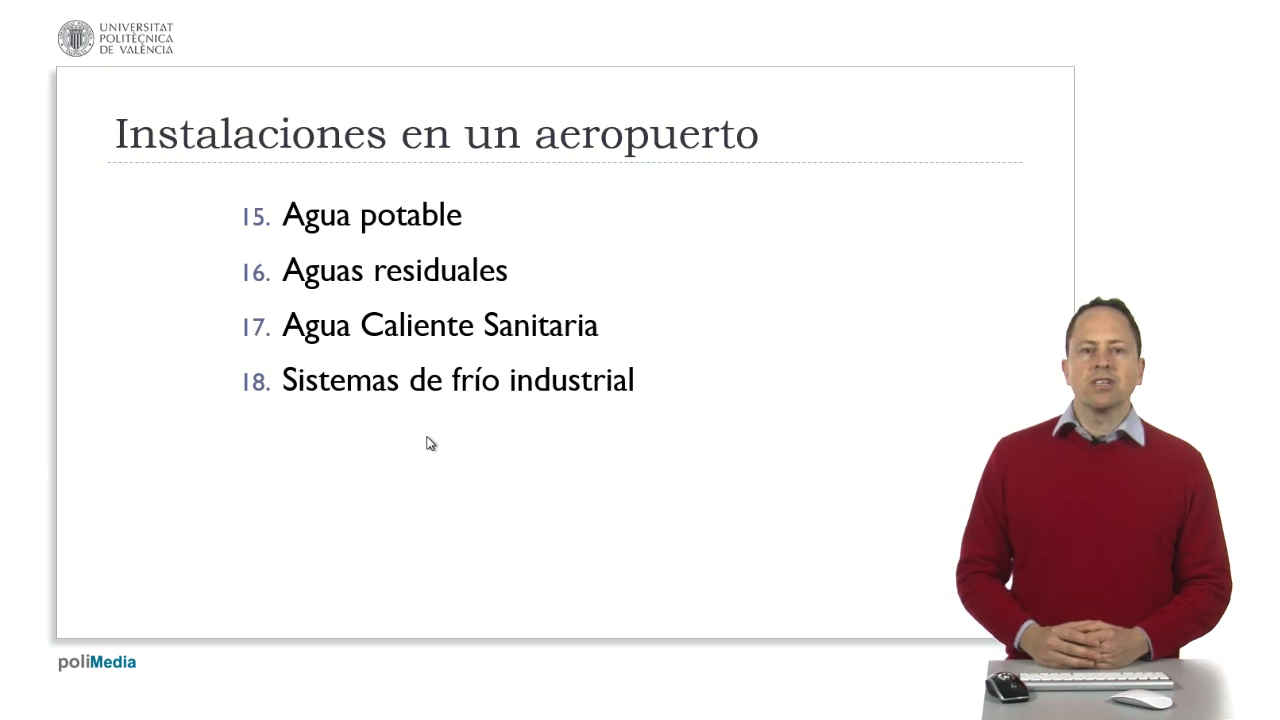 UNIVERSITAT
POLITÈCNICA
DE VALÈNCIA
Instalaciones en un aeropuerto
15. Agua potable
16. Aguas residuales
17. Agua Caliente Sanitaria
18. Sistemas de frío industrial
poliMedia